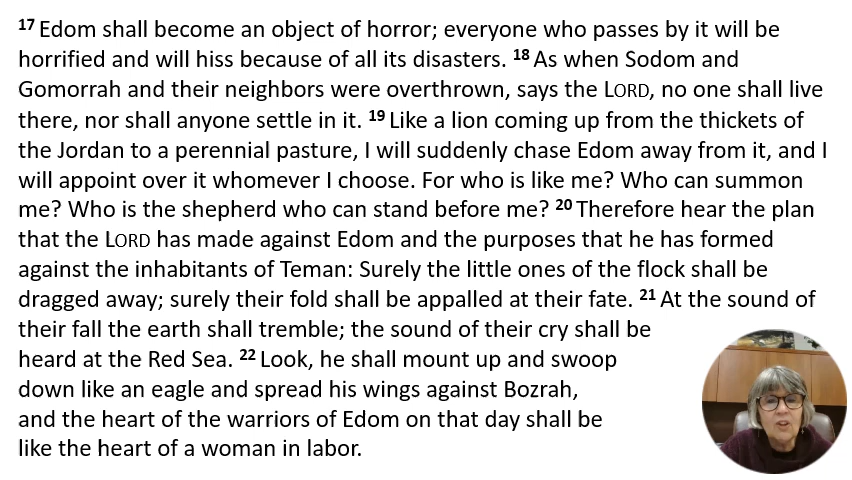 17 Edom shall become an object of horror; everyone who passes by it will be
horrified and will hiss because of all its disasters. 18 As when Sodom and
Gomorrah and their neighbors were overthrown, says the LORD, no one shall live
there, nor shall anyone settle in it. 19 Like a lion coming up from the thickets of
the Jordan to a perennial pasture, I will suddenly chase Edom away from it, and I
will appoint over it whomever I choose. For who is like me? Who can summon
me? Who is the shepherd who can stand before me? 20 Therefore hear the plan
that the LORD has made against Edom and the purposes that he has formed
against the inhabitants of Teman: Surely the little ones of the flock shall be
dragged away; surely their fold shall be appalled at their fate. 21 At the sound of
their fall the earth shall tremble; the sound of their cry shall be
heard at the Red Sea. 22 Look, he shall mount up and swoop
down like an eagle and spread his wings against Bozrah,
and the heart of the warriors of Edom on that day shall be
like the heart of a woman in labor.